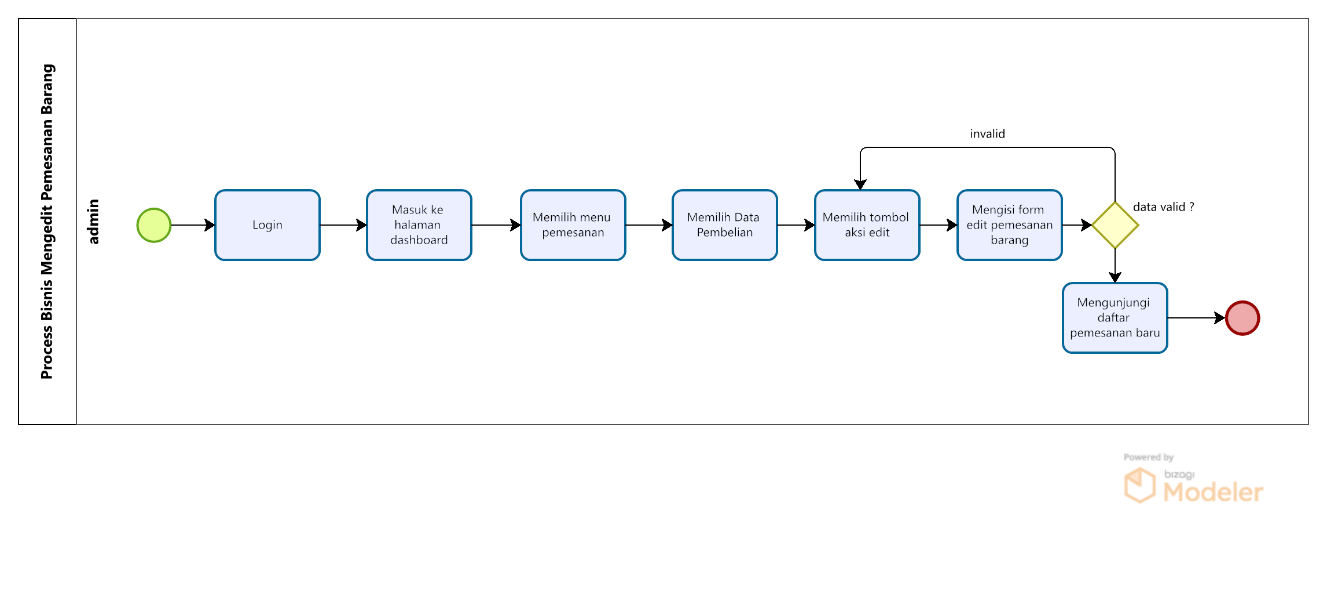 Process Bisnis Mengedit Pemesanan Barang
admin
Login
Masuk ke
halaman
dashboard
Memilih menu
pemesanan
Memilih Data
Pembelian
Memilih tombol
aksi edit
Mengisi form
edit pemesanan
barang
invalid
data valid ?
Mengunjungi
daftar
pemesanan baru
Powered by
bizagi
Modeler